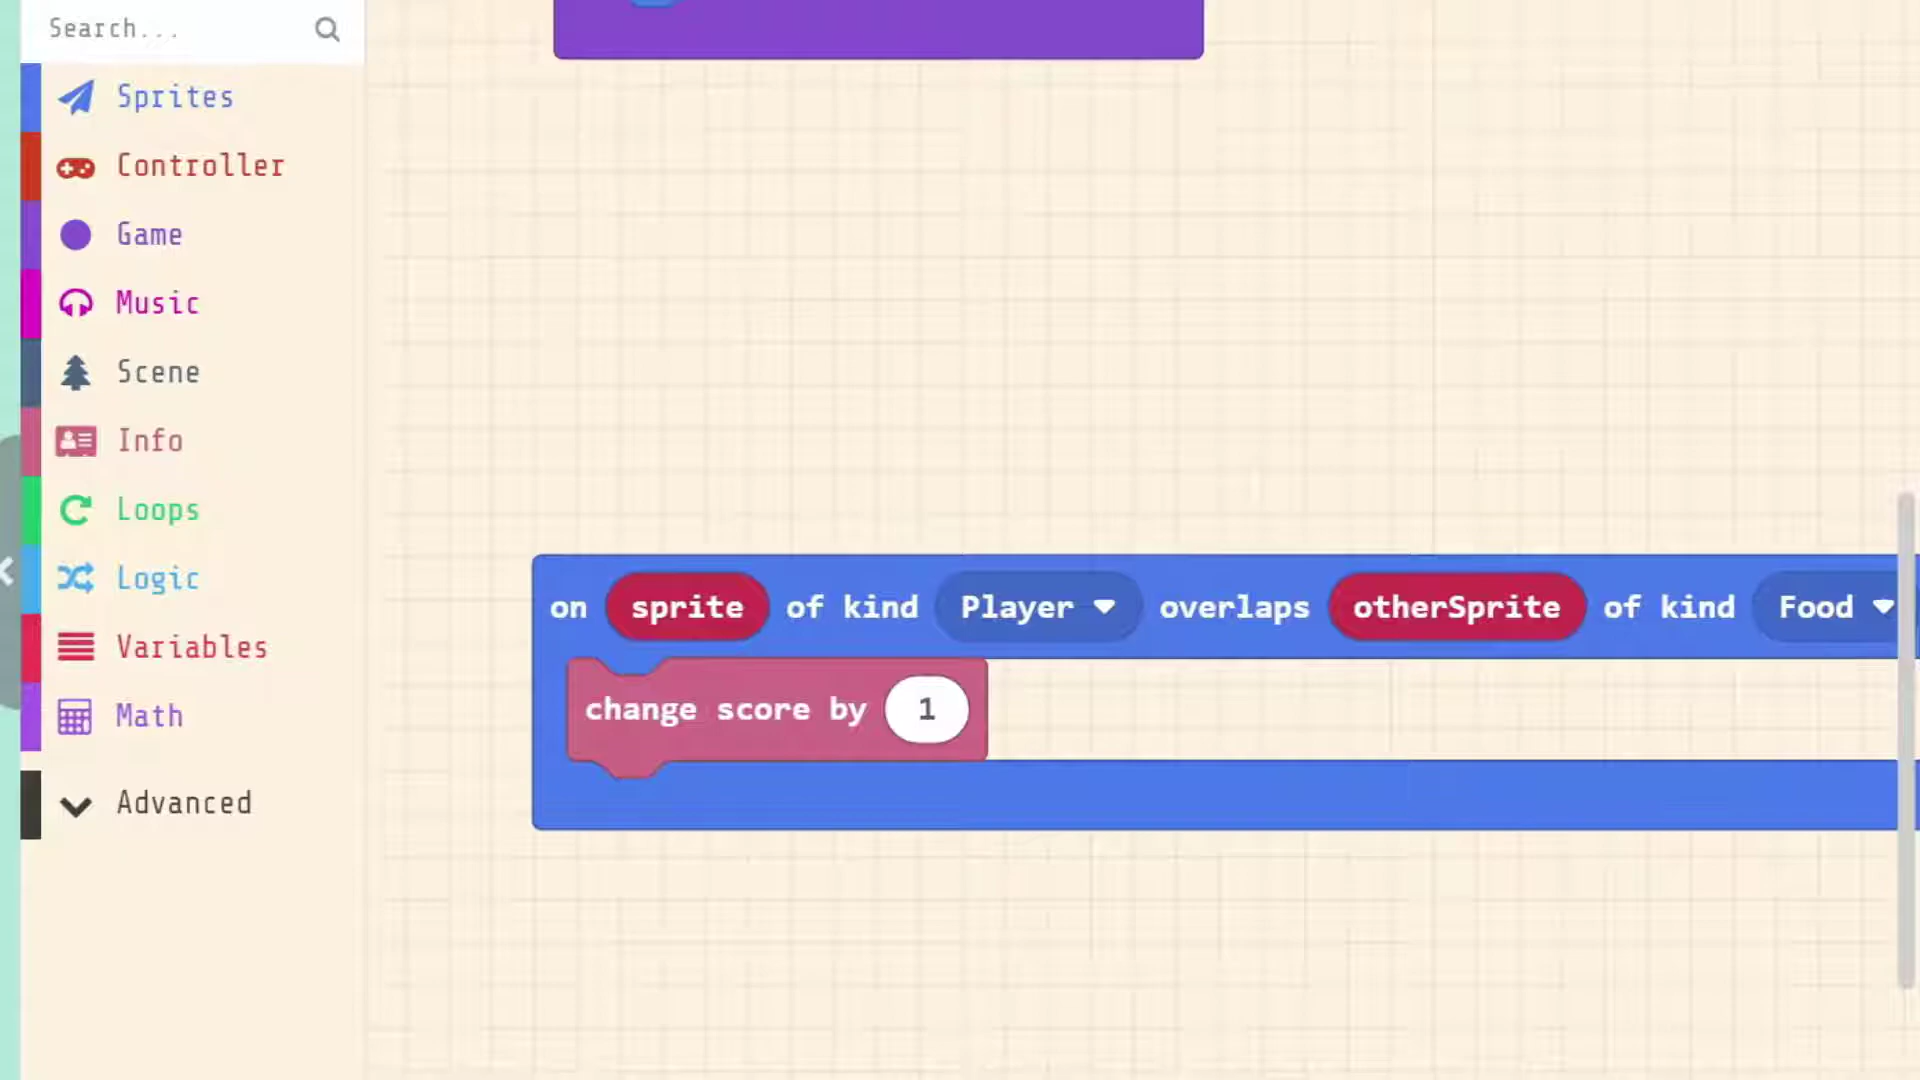 Search...
Sprites
Controller
Game
Music
Scene
Info
Loops
Logic
Variables
Math
Advanced
on sprite of kind Player overlaps otherSprite of kind Food
change score by 1